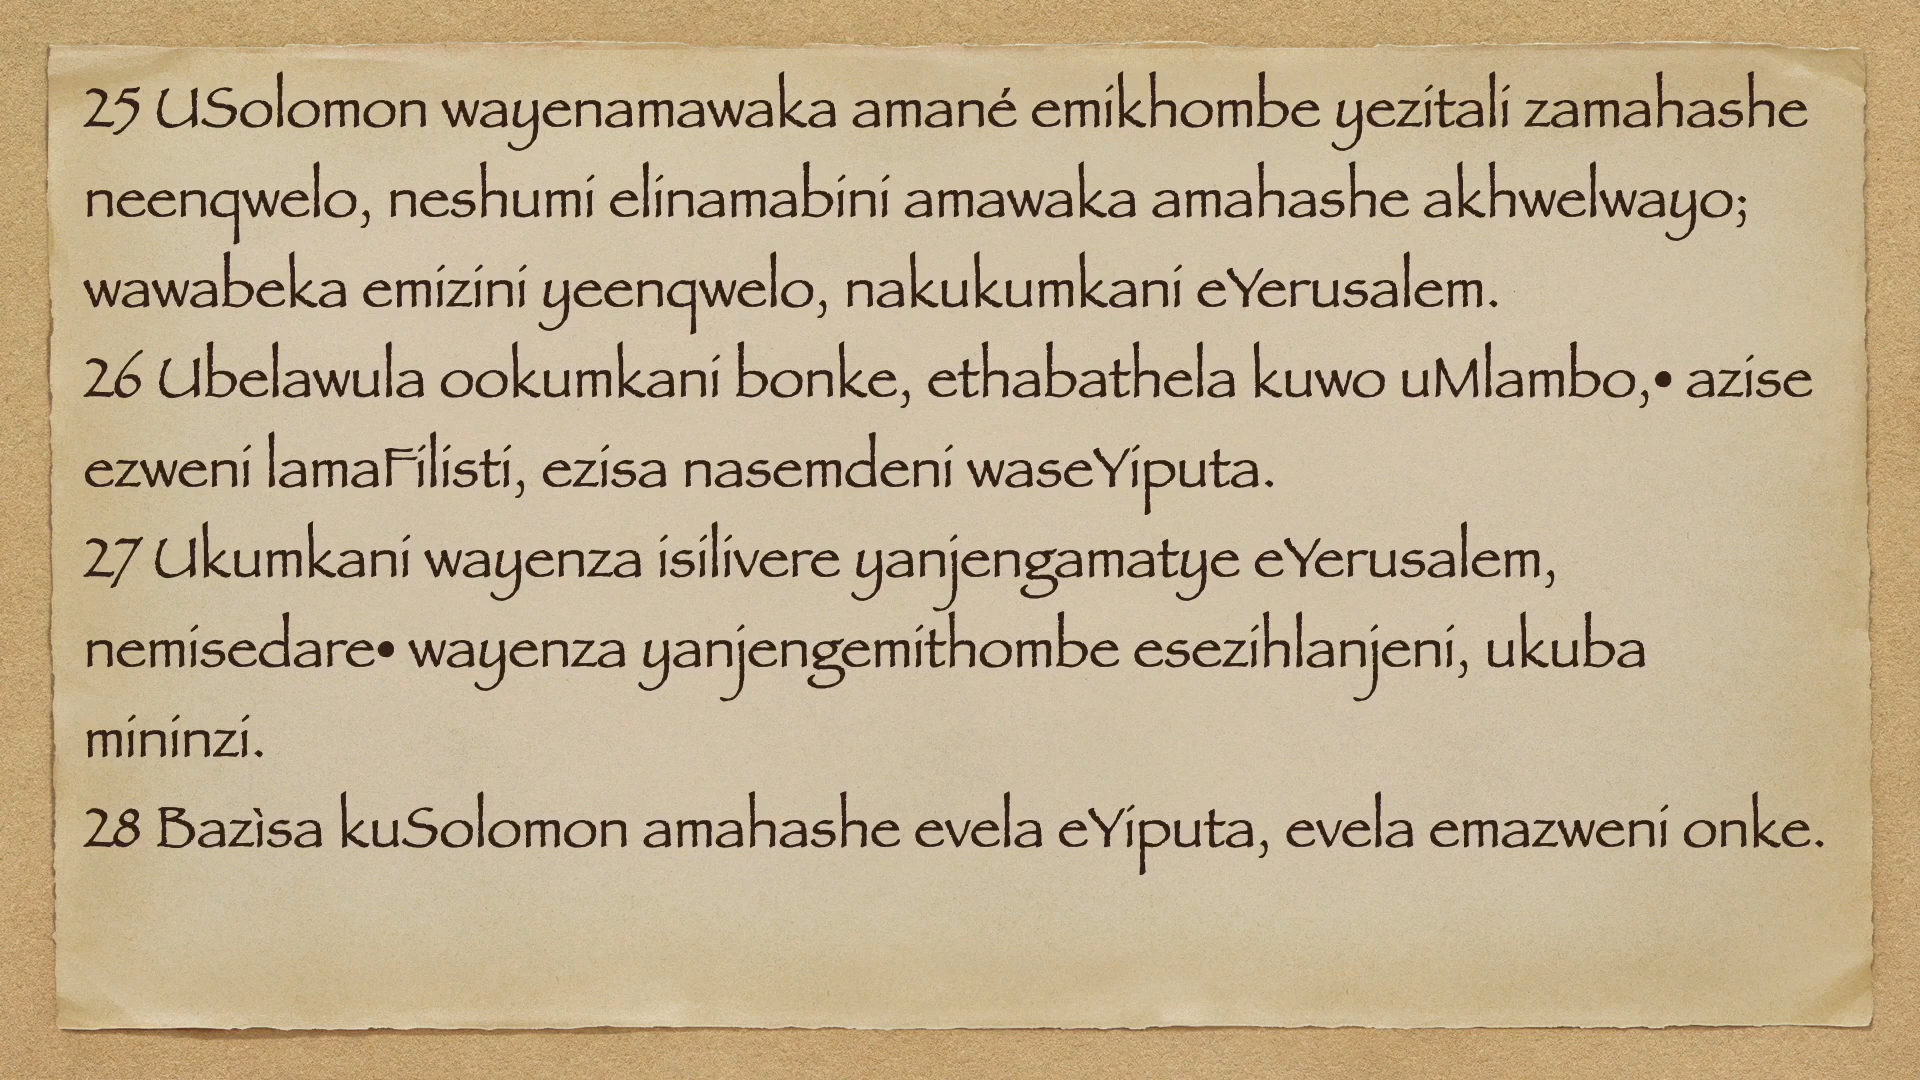 25 USolomon wayenamawaka amané emikhombe yezitali zamahashe
neenqwelo, neshumi elinamabini amawaka amahashe akhwelwayo;
wawabeka emizini yeenqwelo, nakukumkani eYerusalem.
26 Ubelawula ookumkani bonke, ethabathela kuwo uMlambo,• azise
ezweni lamaFilisti, ezisa nasemdeni waseYiputa.
27 Ukumkani wayenza isilivere yanjengamatye eYerusalem,
nemisedare• wayenza yanjengemithombe esezihlanjeni, ukuba
mininzi.
28 Bazìsa kuSolomon amahashe evela eYiputa, evela emazweni onke.